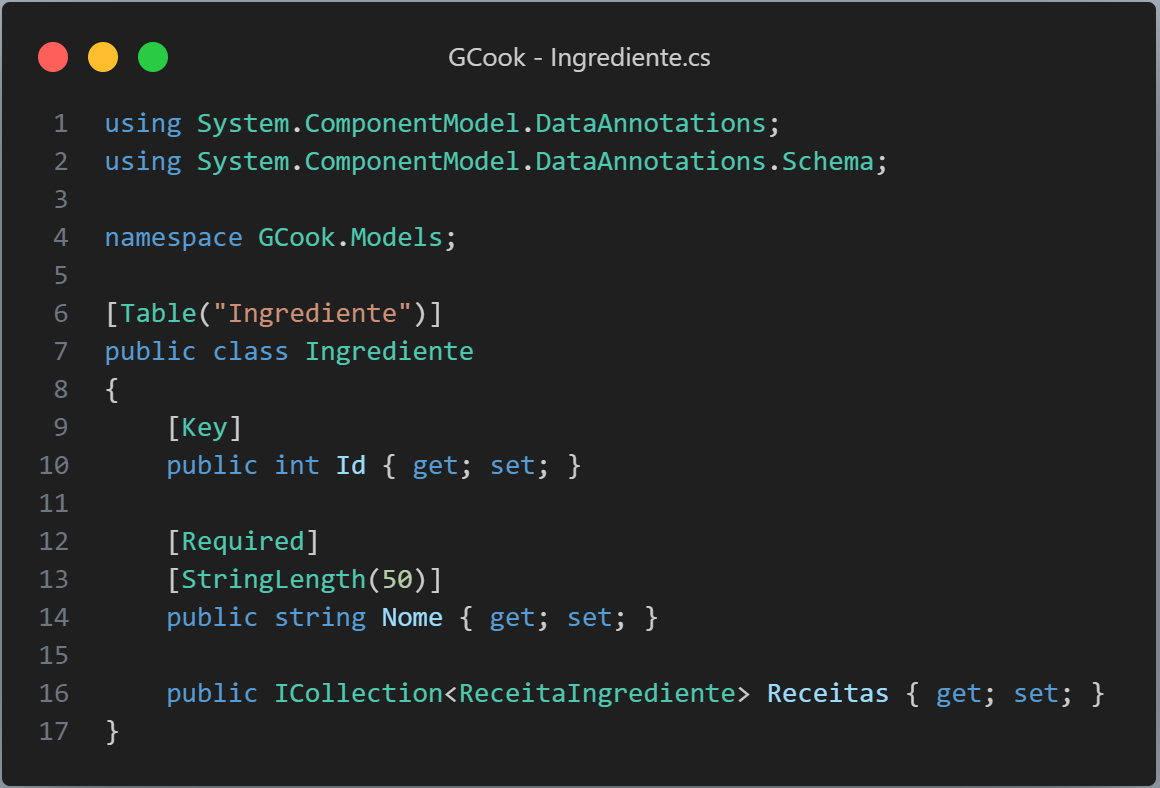 GCook - Ingrediente.cs
1 using System.ComponentModel.DataAnnotations;
2 using System.ComponentModel.DataAnnotations.Schema;
3
4 namespace GCook.Models;
5
6 [Table("Ingrediente")]
7 public class Ingrediente
8 {
9     [Key]
10     public int Id { get; set; }
11
12     [Required]
13     [StringLength(50)]
14     public string Nome { get; set; }
15
16     public ICollection<ReceitaIngrediente> Receitas { get; set; }
17 }